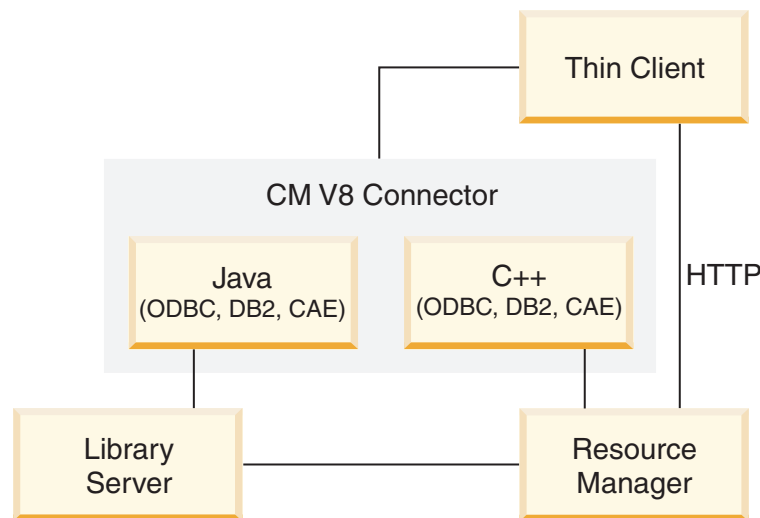 Thin Client
CM V8 Connector
Java
(ODBC, DB2, CAE)
C++
(ODBC, DB2, CAE)
HTTP
Library
Server
Resource
Manager